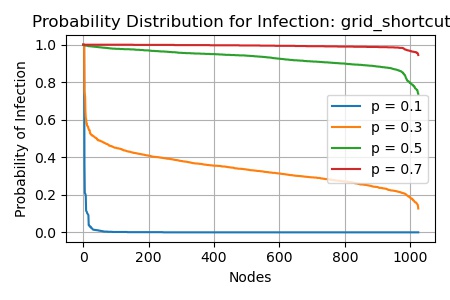 Probability Distribution for Infection: grid_shortcut
1.0
0.8
0.6
0.4
0.2
0.0
Probability of Infection
p = 0.1
p = 0.3
p = 0.5
p = 0.7
0 200 400 600 800 1000
Nodes